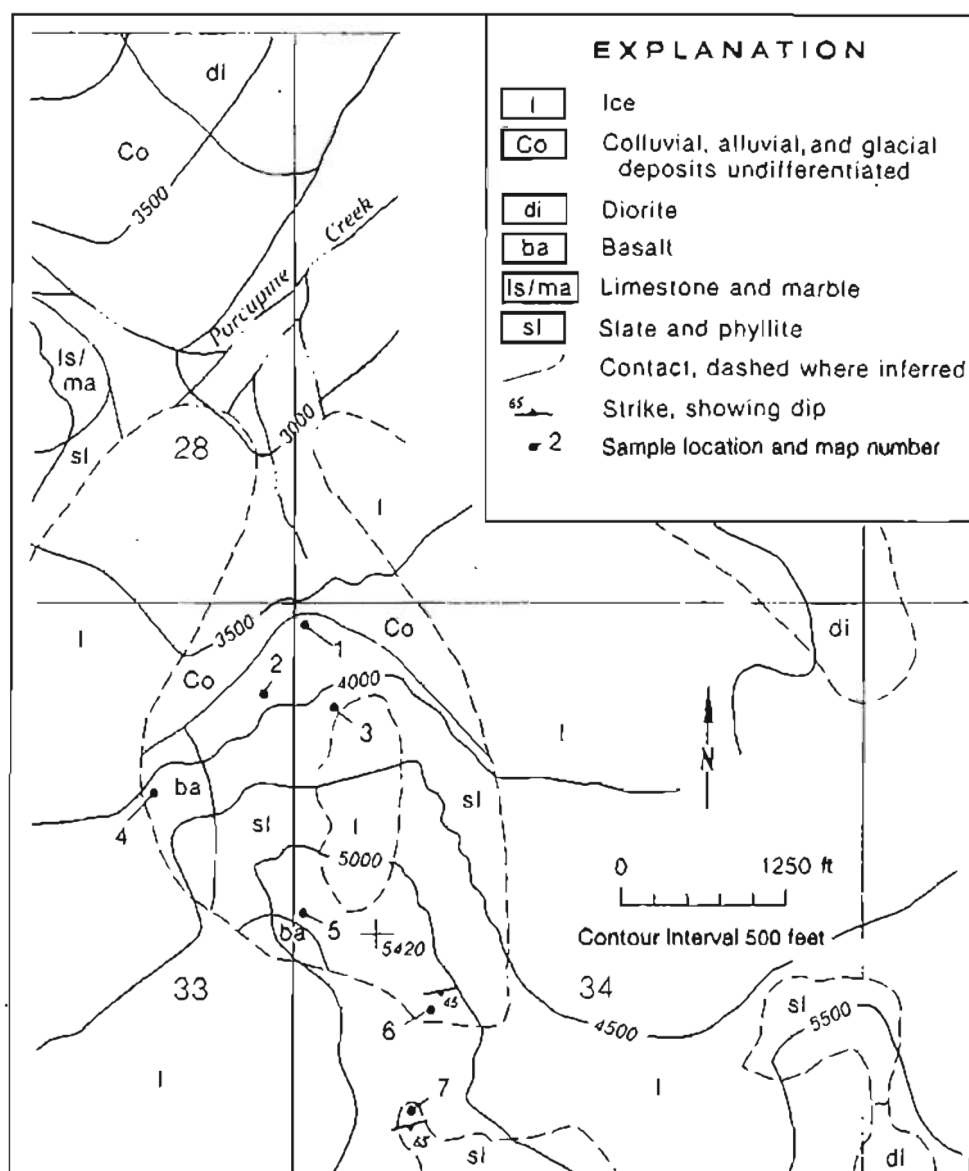 EXPLANATION
I Ice
Co Colluvial, alluvial, and glacial
deposits undifferentiated
di Diorite
ba Basalt
ls/ma Limestone and marble
sl Slate and phyllite
Contact, dashed where inferred
65 Strike, showing dip
2 Sample location and map number
di
Co
3500
Porcupine Creek
ls/
ma
sl
28
3000
I
I
3500
Co
Co
1
2
4000
3
di
I
N
ba
4
sl
sl
I
5000
0 1250 ft
Contour Interval 500 feet
ba
5
5420
33
34
45
6
4500
sl
5500
I
7
65
I
sl
di